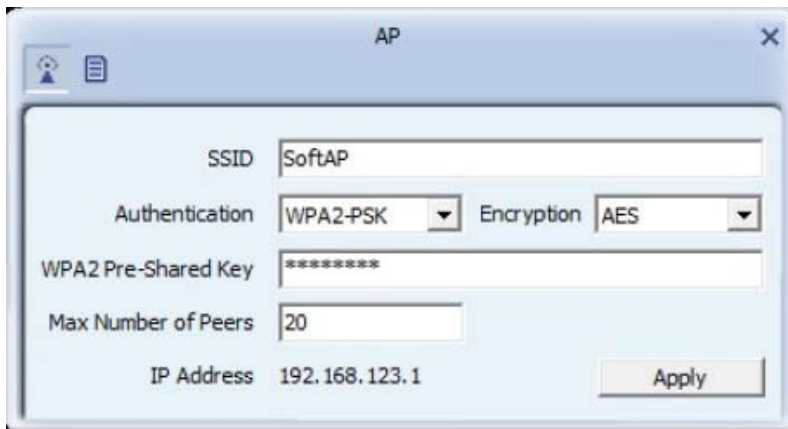 AP
SSID SoftAP
Authentication WPA2-PSK Encryption AES
WPA2 Pre-Shared Key ********
Max Number of Peers 20
IP Address 192.168.123.1 Apply